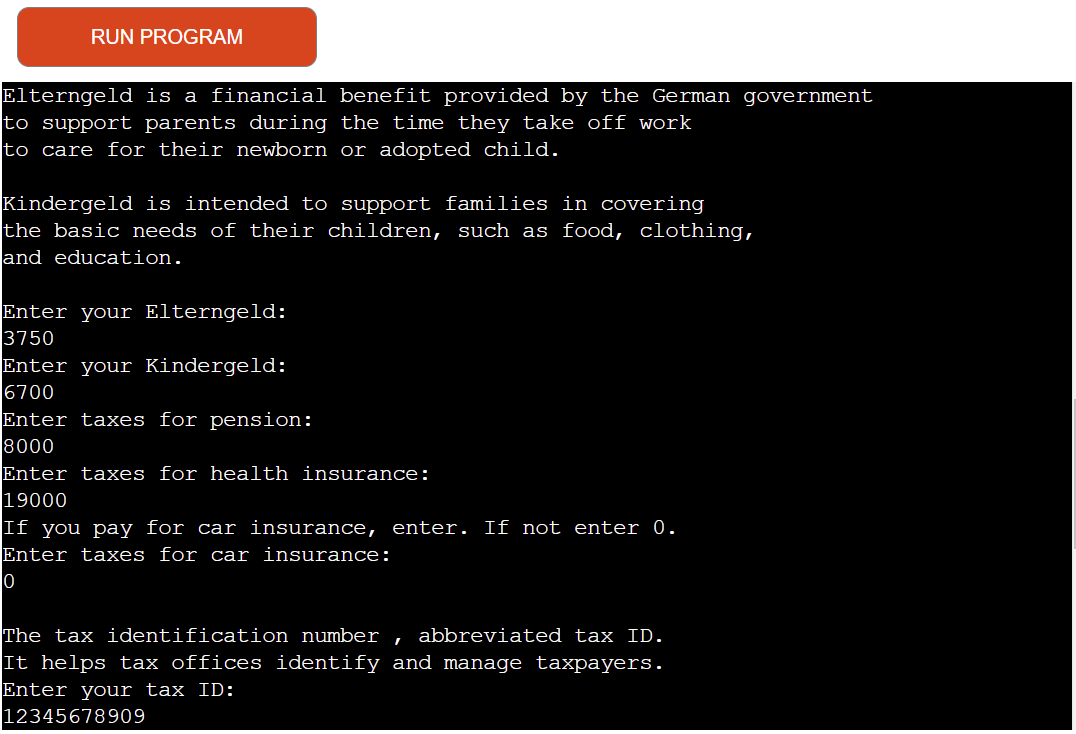 RUN PROGRAM
Elterngeld is a financial benefit provided by the German government
to support parents during the time they take off work
to care for their newborn or adopted child.
Kindergeld is intended to support families in covering
the basic needs of their children, such as food, clothing,
and education.
Enter your Elterngeld:
3750
Enter your Kindergeld:
6700
Enter taxes for pension:
8000
Enter taxes for health insurance:
19000
If you pay for car insurance, enter. If not enter 0.
Enter taxes for car insurance:
0
The tax identification number , abbreviated tax ID.
It helps tax offices identify and manage taxpayers.
Enter your tax ID:
12345678909